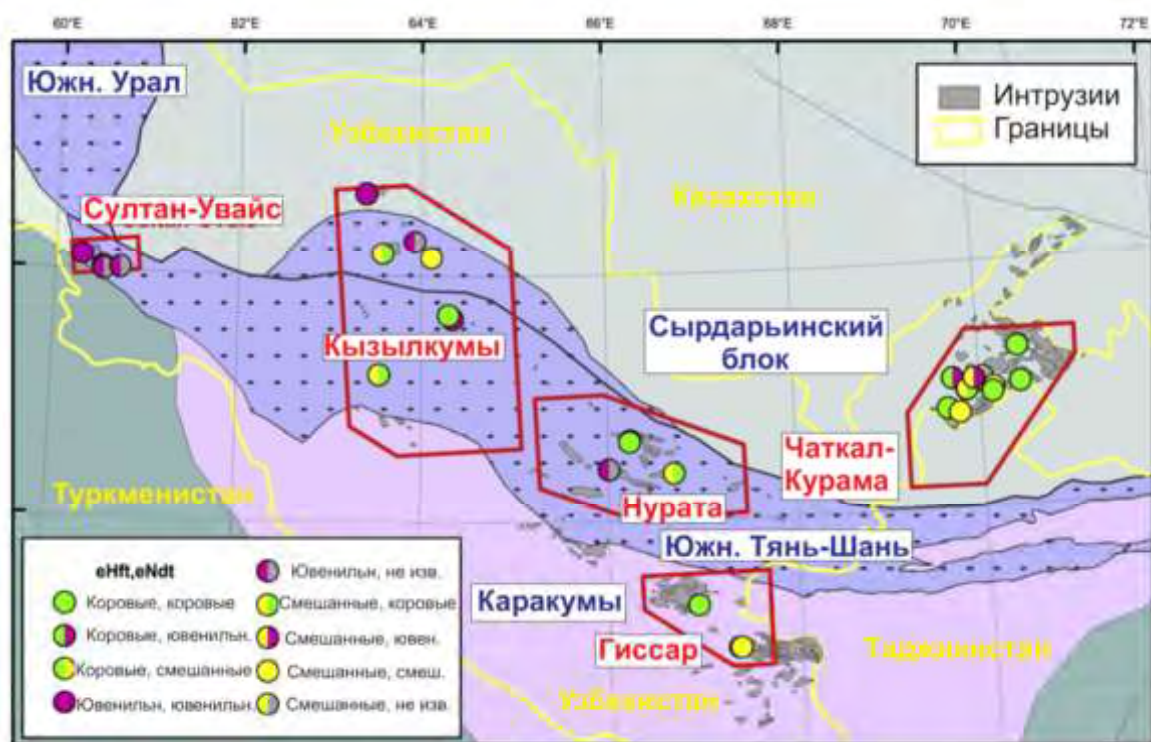 60°E 62°E 64°E 66°E 68°E 70°E 72°E
Южн. Урал
Интрузии
Границы
Узбекистан
Казахстан
Султан-Увайс
Сырдарьинский
блок
Кызылкумы
Чаткал-
Курама
Туркменистан
Нурата
Южн. Тянь-Шань
Каракумы
Гиссар
Таджикистан
Узбекистан
eHft,eNdt
Коровые, коровые
Коровые, ювенильн.
Коровые, смешанные
Ювенильн, ювенильн.
Ювенильн, не изв.
Смешанные, коровые
Смешанные, ювен.
Смешанные, смеш.
Смешанные, не изв.